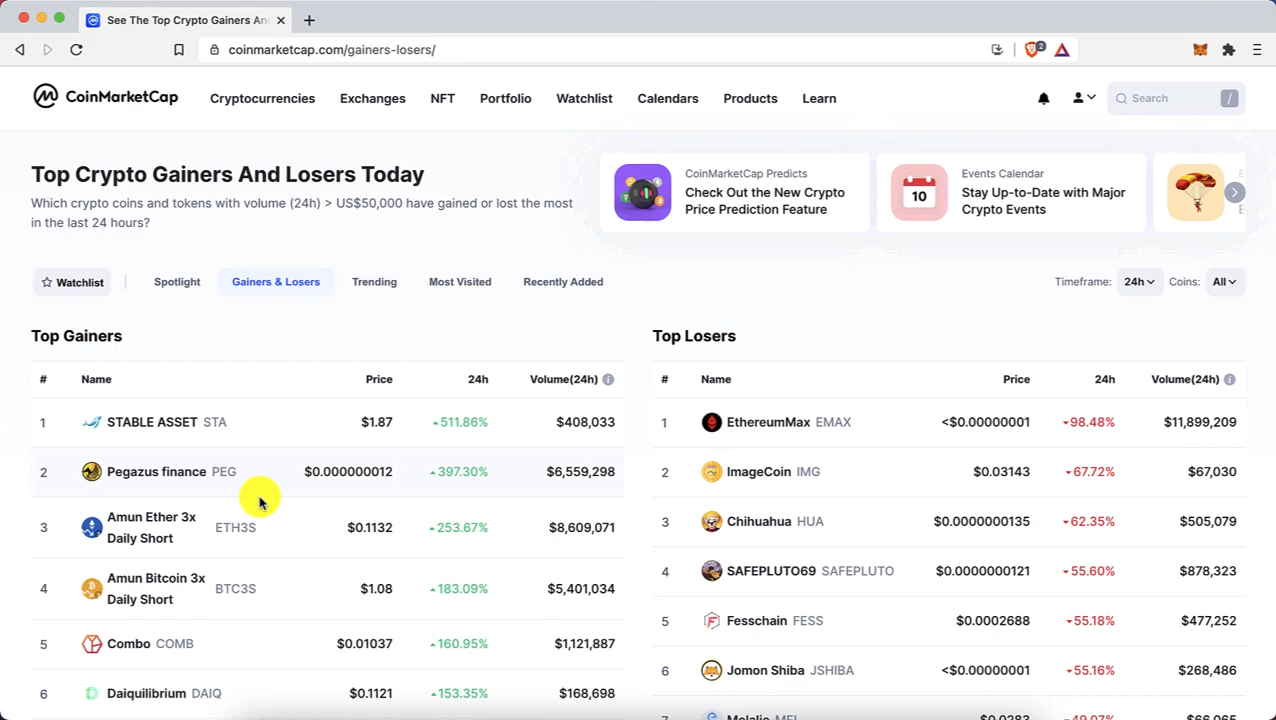 See The Top Crypto Gainers An
coinmarketcap.com/gainers-losers/
2
CoinMarketCap
Cryptocurrencies Exchanges NFT Portfolio Watchlist Calendars Products Learn
Search /
Top Crypto Gainers And Losers Today
Which crypto coins and tokens with volume (24h) > US$50,000 have gained or lost the most
in the last 24 hours?
CoinMarketCap Predicts
Check Out the New Crypto
Price Prediction Feature
10
Events Calendar
Stay Up-to-Date with Major
Crypto Events
Watchlist Spotlight Gainers & Losers Trending Most Visited Recently Added
Timeframe: 24h Coins: All
Top Gainers
# Name Price 24h Volume(24h)
1 STABLE ASSET STA $1.87 511.86% $408,033
2 Pegazus finance PEG $0.000000012 397.30% $6,559,298
3 Amun Ether 3x
Daily Short ETH3S $0.1132 253.67% $8,609,071
4 Amun Bitcoin 3x
Daily Short BTC3S $1.08 183.09% $5,401,034
5 Combo COMB $0.01037 160.95% $1,121,887
6 Daiquilibrium DAIQ $0.1121 153.35% $168,698
Top Losers
# Name Price 24h Volume(24h)
1 EthereumMax EMAX <$0.00000001 98.48% $11,899,209
2 ImageCoin IMG $0.03143 67.72% $67,030
3 Chihuahua HUA $0.0000000135 62.35% $505,079
4 SAFEPLUTO69 SAFEPLUTO $0.0000000121 55.60% $878,323
5 Fesschain FESS $0.0002688 55.18% $477,252
6 Jomon Shiba JSHIBA <$0.00000001 55.16% $268,486